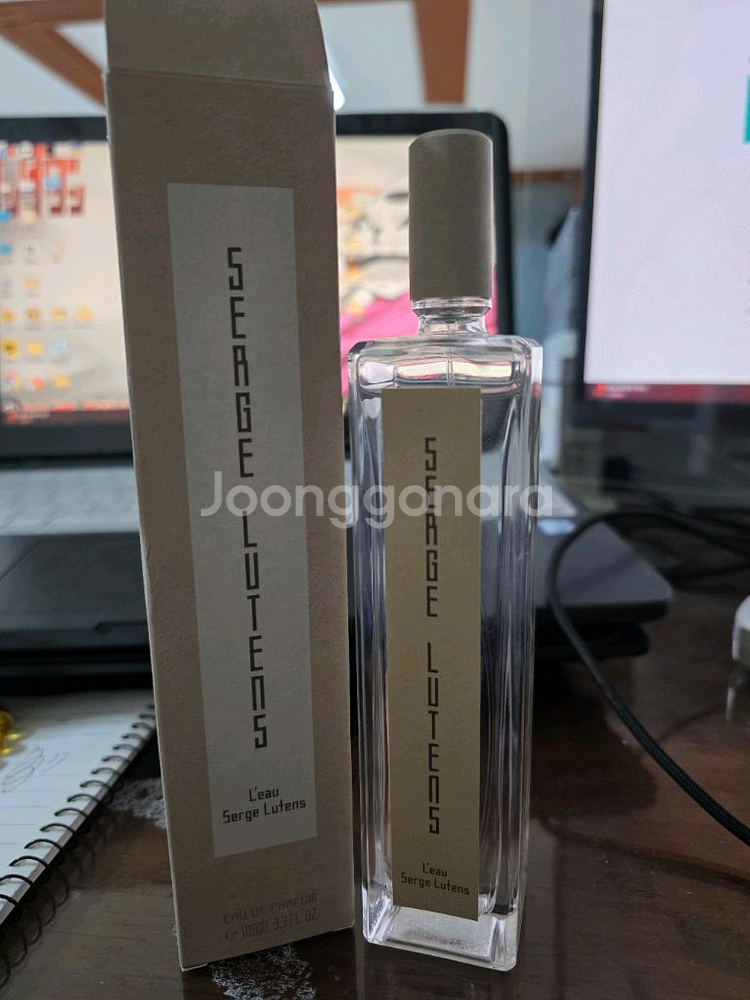 SERGE LUTENS
L'eau
Serge Lutens
EAU DE PARFUM
e 100ML 3.3 FL.OZ.
SERGE LUTENS
L'eau
Serge Lutens
Joonggonara